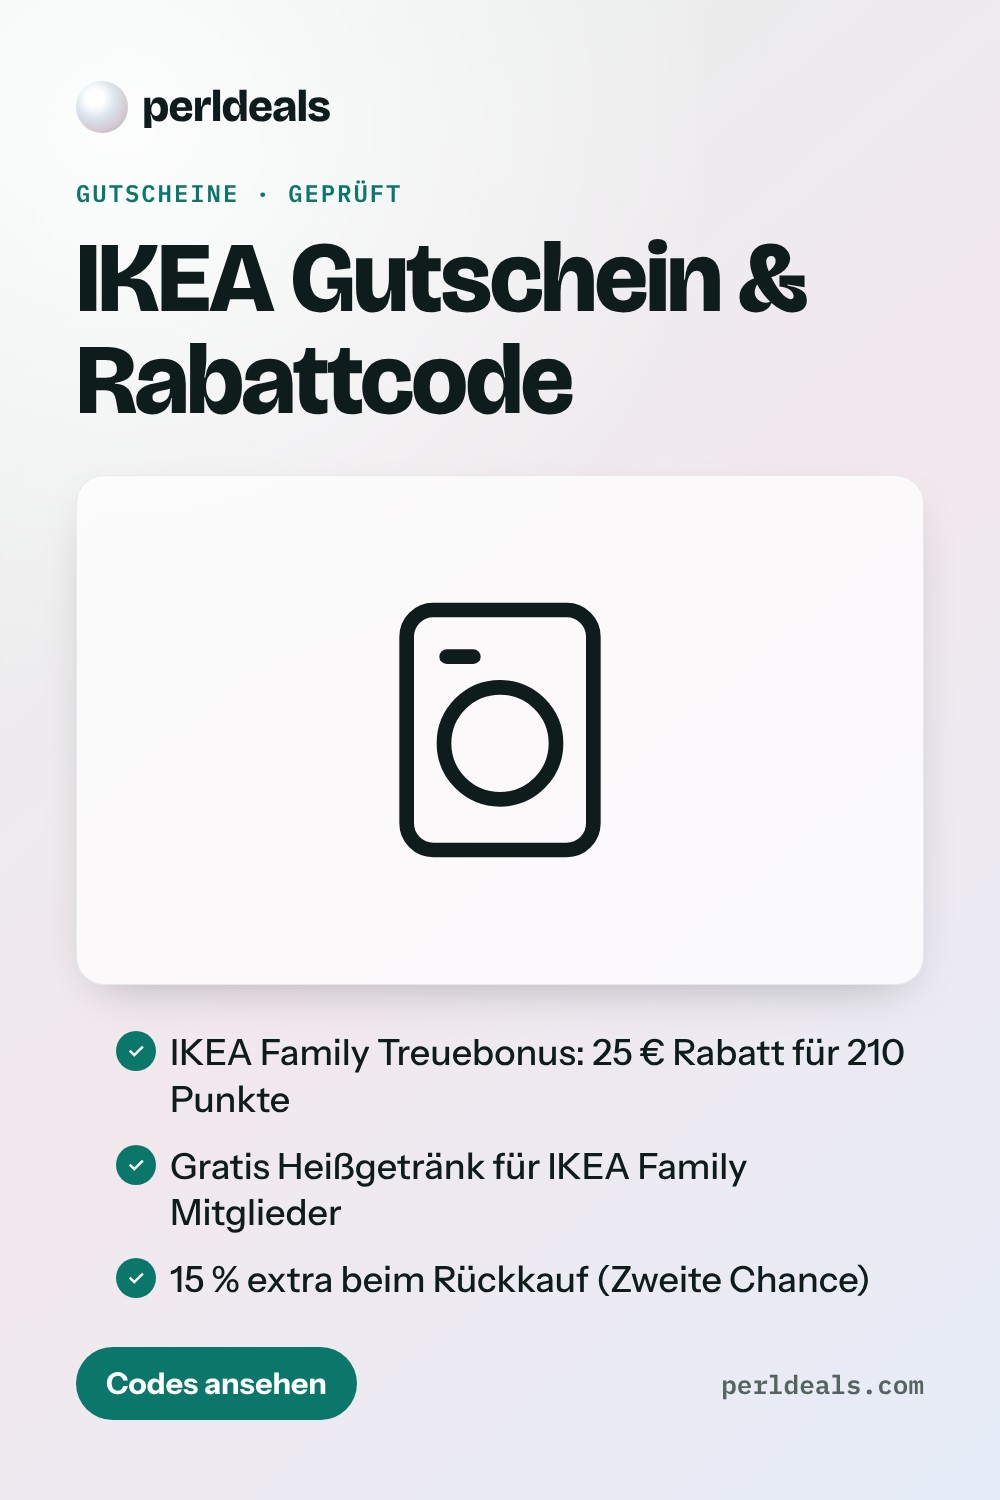 perldeals
GUTSCHEINE · GEPRÜFT
IKEA Gutschein &
Rabattcode
IKEA Family Treuebonus: 25 € Rabatt für 210
Punkte
Gratis Heißgetränk für IKEA Family
Mitglieder
15 % extra beim Rückkauf (Zweite Chance)
Codes ansehen
perldeals.com